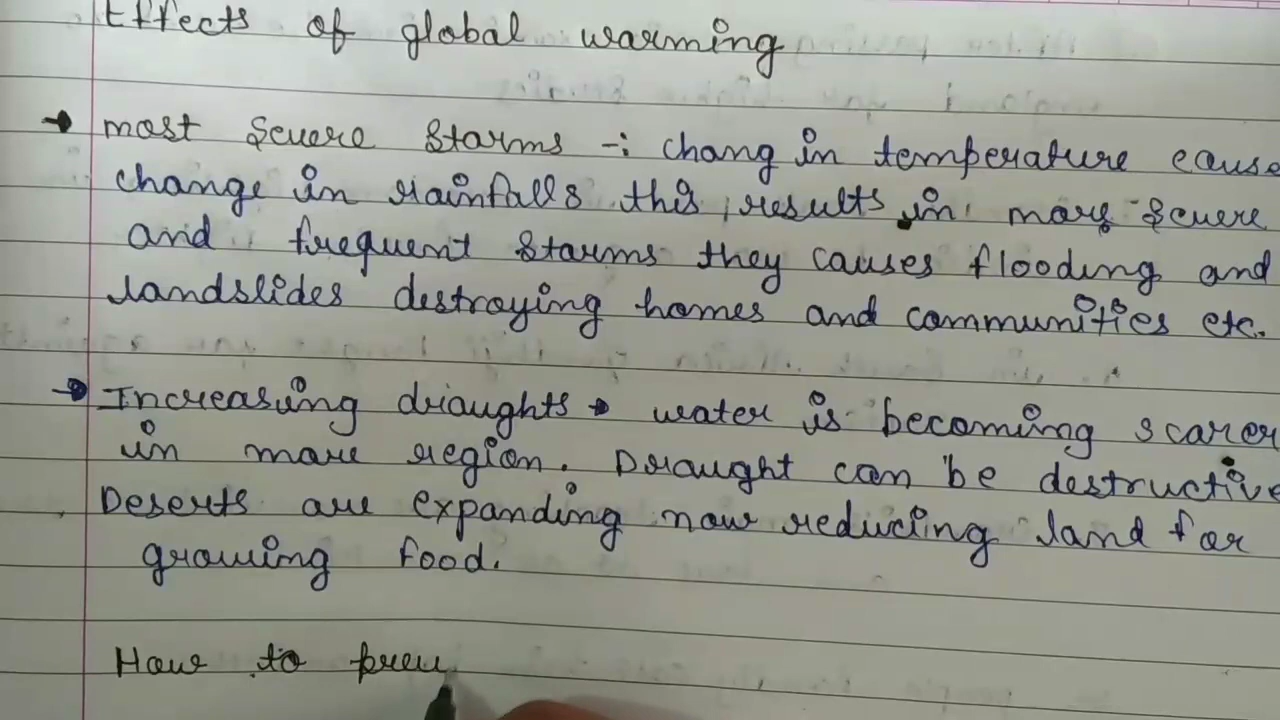 Effects of global warming
→ most severe storms -: chang in temperature cause
change in rainfalls this results in more severe
and frequent storms they causes flooding and
landslides destroying homes and communities etc.
→ Increasing draughts → water is becoming scarer
in more region. Draught can be destructive
Deserts are expanding now reducing land for
growing food.
How to prev